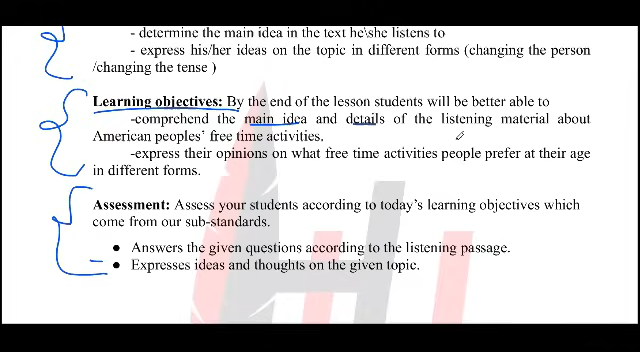 - determine the main idea in the text he\she listens to
- express his/her ideas on the topic in different forms (changing the person
/changing the tense )
Learning objectives: By the end of the lesson students will be better able to
-comprehend the main idea and details of the listening material about
American peoples' free time activities.
-express their opinions on what free time activities people prefer at their age
in different forms.
Assessment: Assess your students according to today's learning objectives which
come from our sub-standards.
● Answers the given questions according to the listening passage.
● Expresses ideas and thoughts on the given topic.